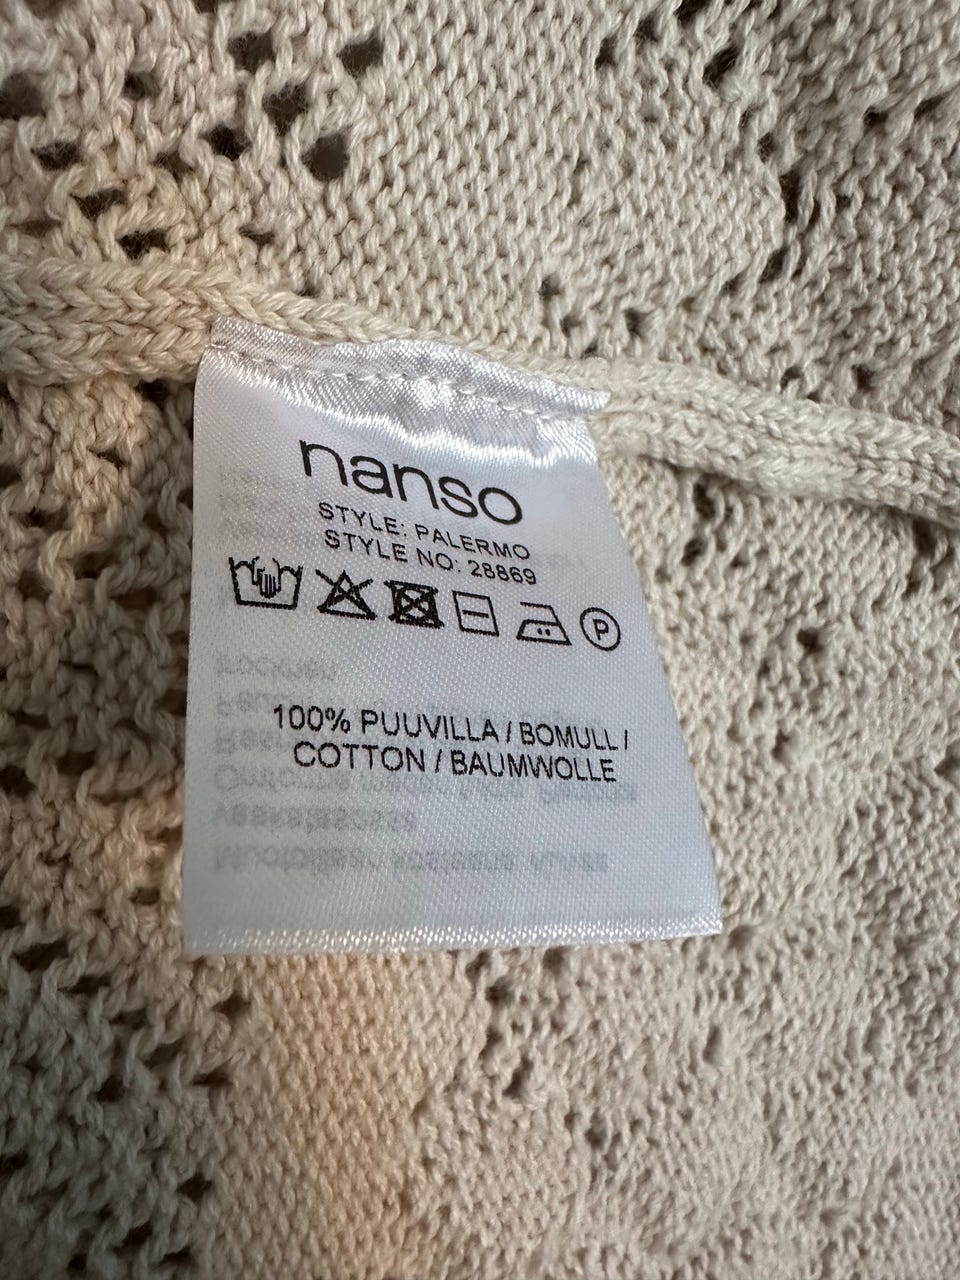 nanso
STYLE: PALERMO
STYLE NO: 28869
P
100% PUUVILLA / BOMULL /
COTTON / BAUMWOLLE